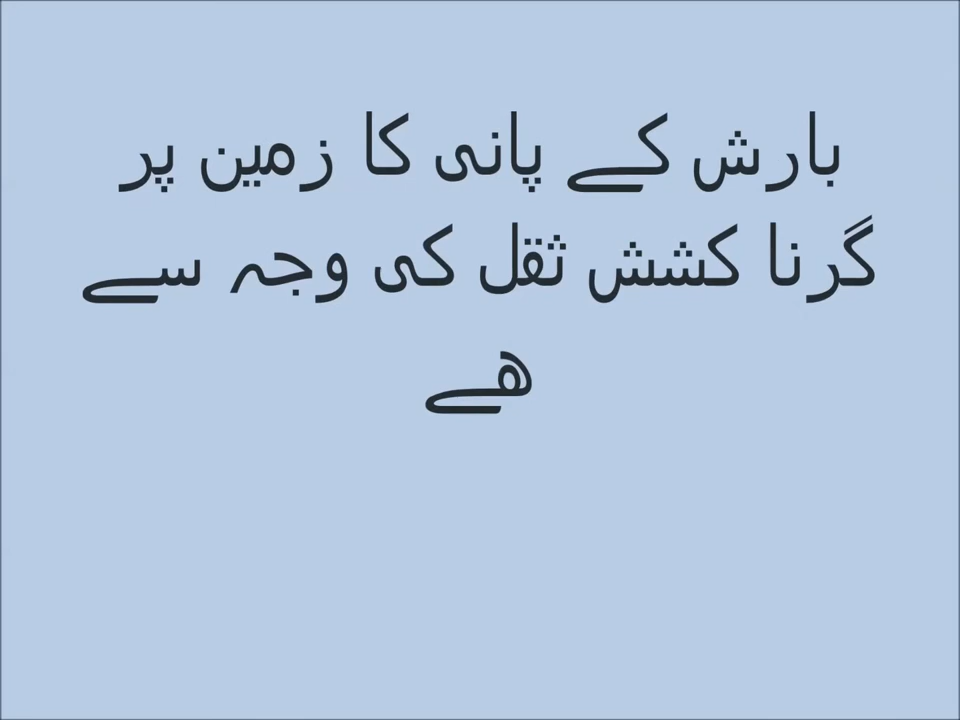 بارش کے پانی کا زمین پر
گرنا کشش ثقل کی وجہ سے
ھے